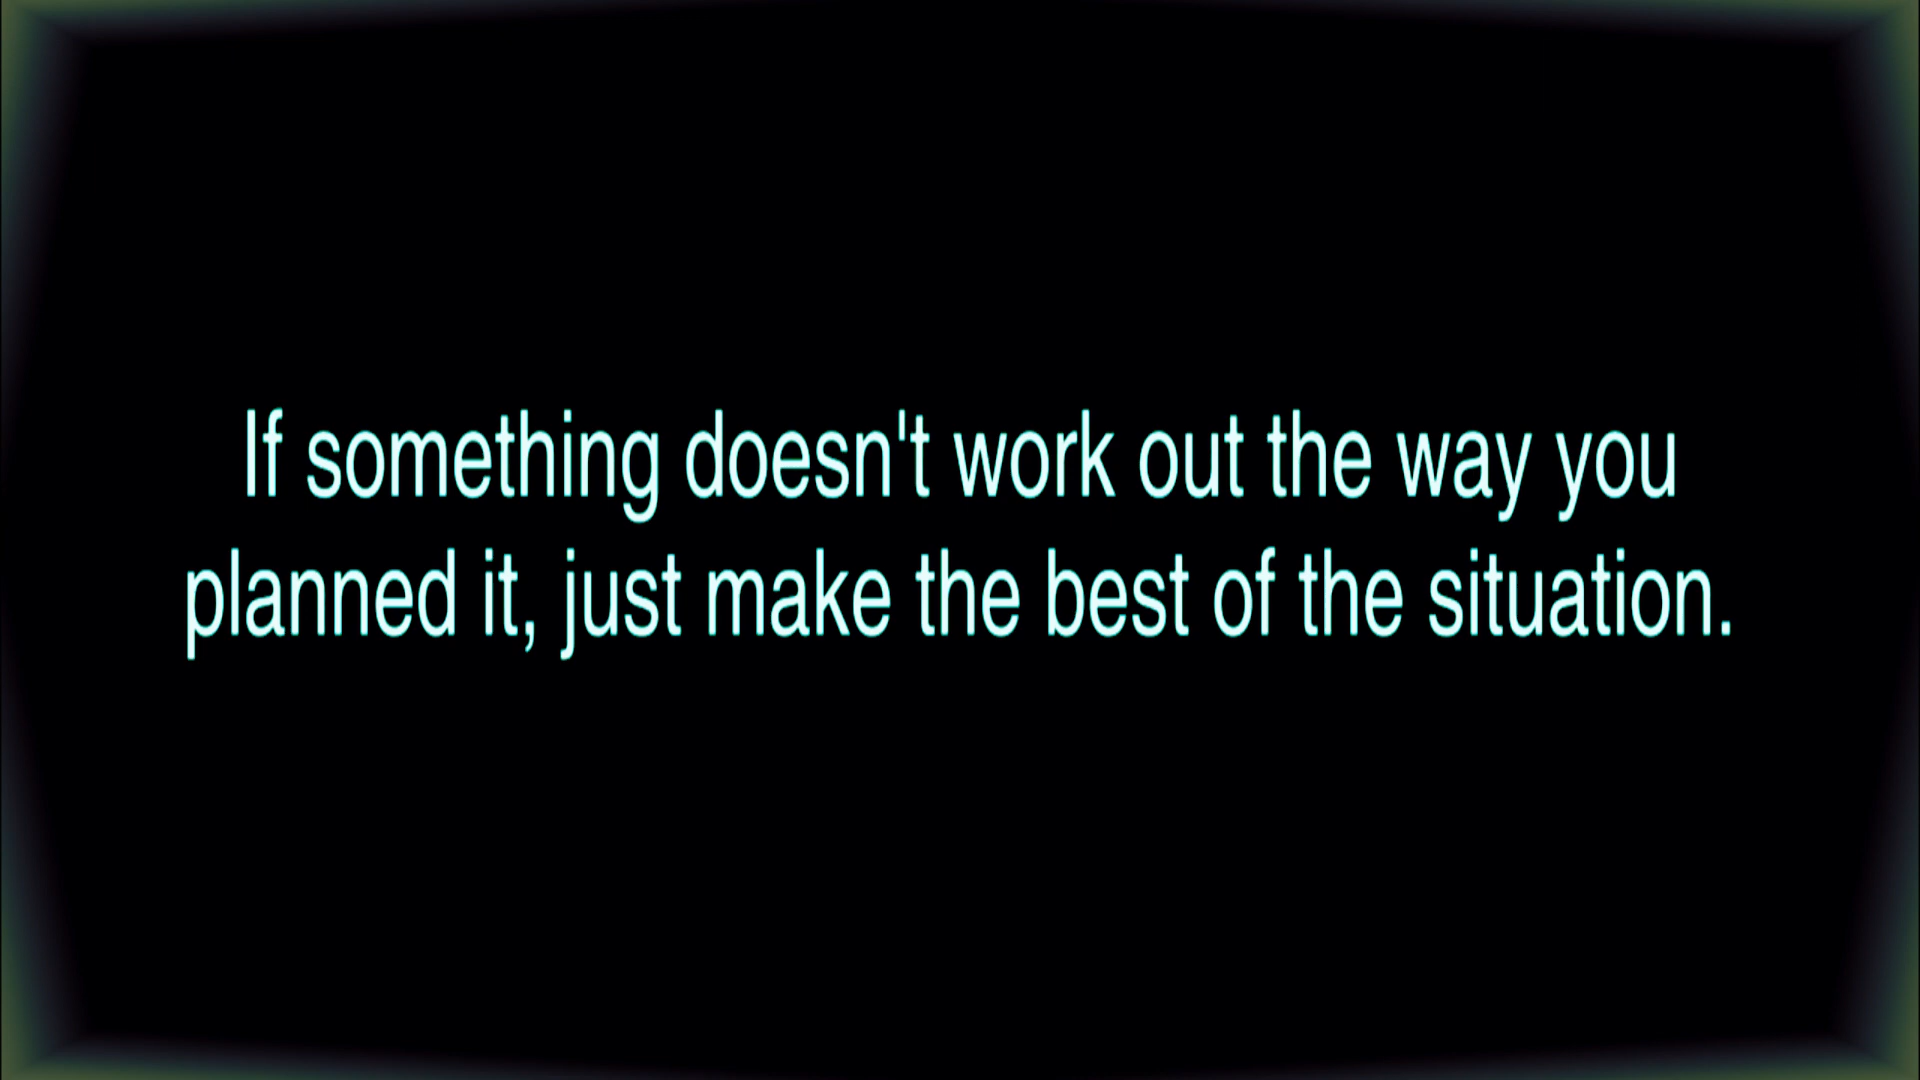 If something doesn't work out the way you
planned it, just make the best of the situation.